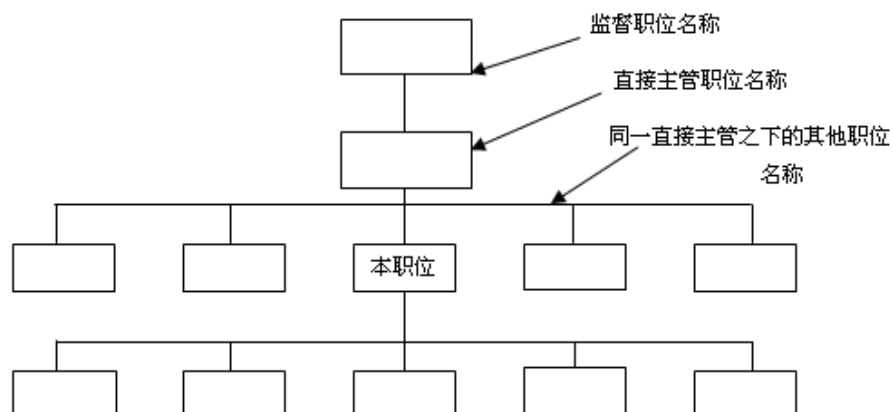 监督职位名称
直接主管职位名称
同一直接主管之下的其他职位
名称
本职位